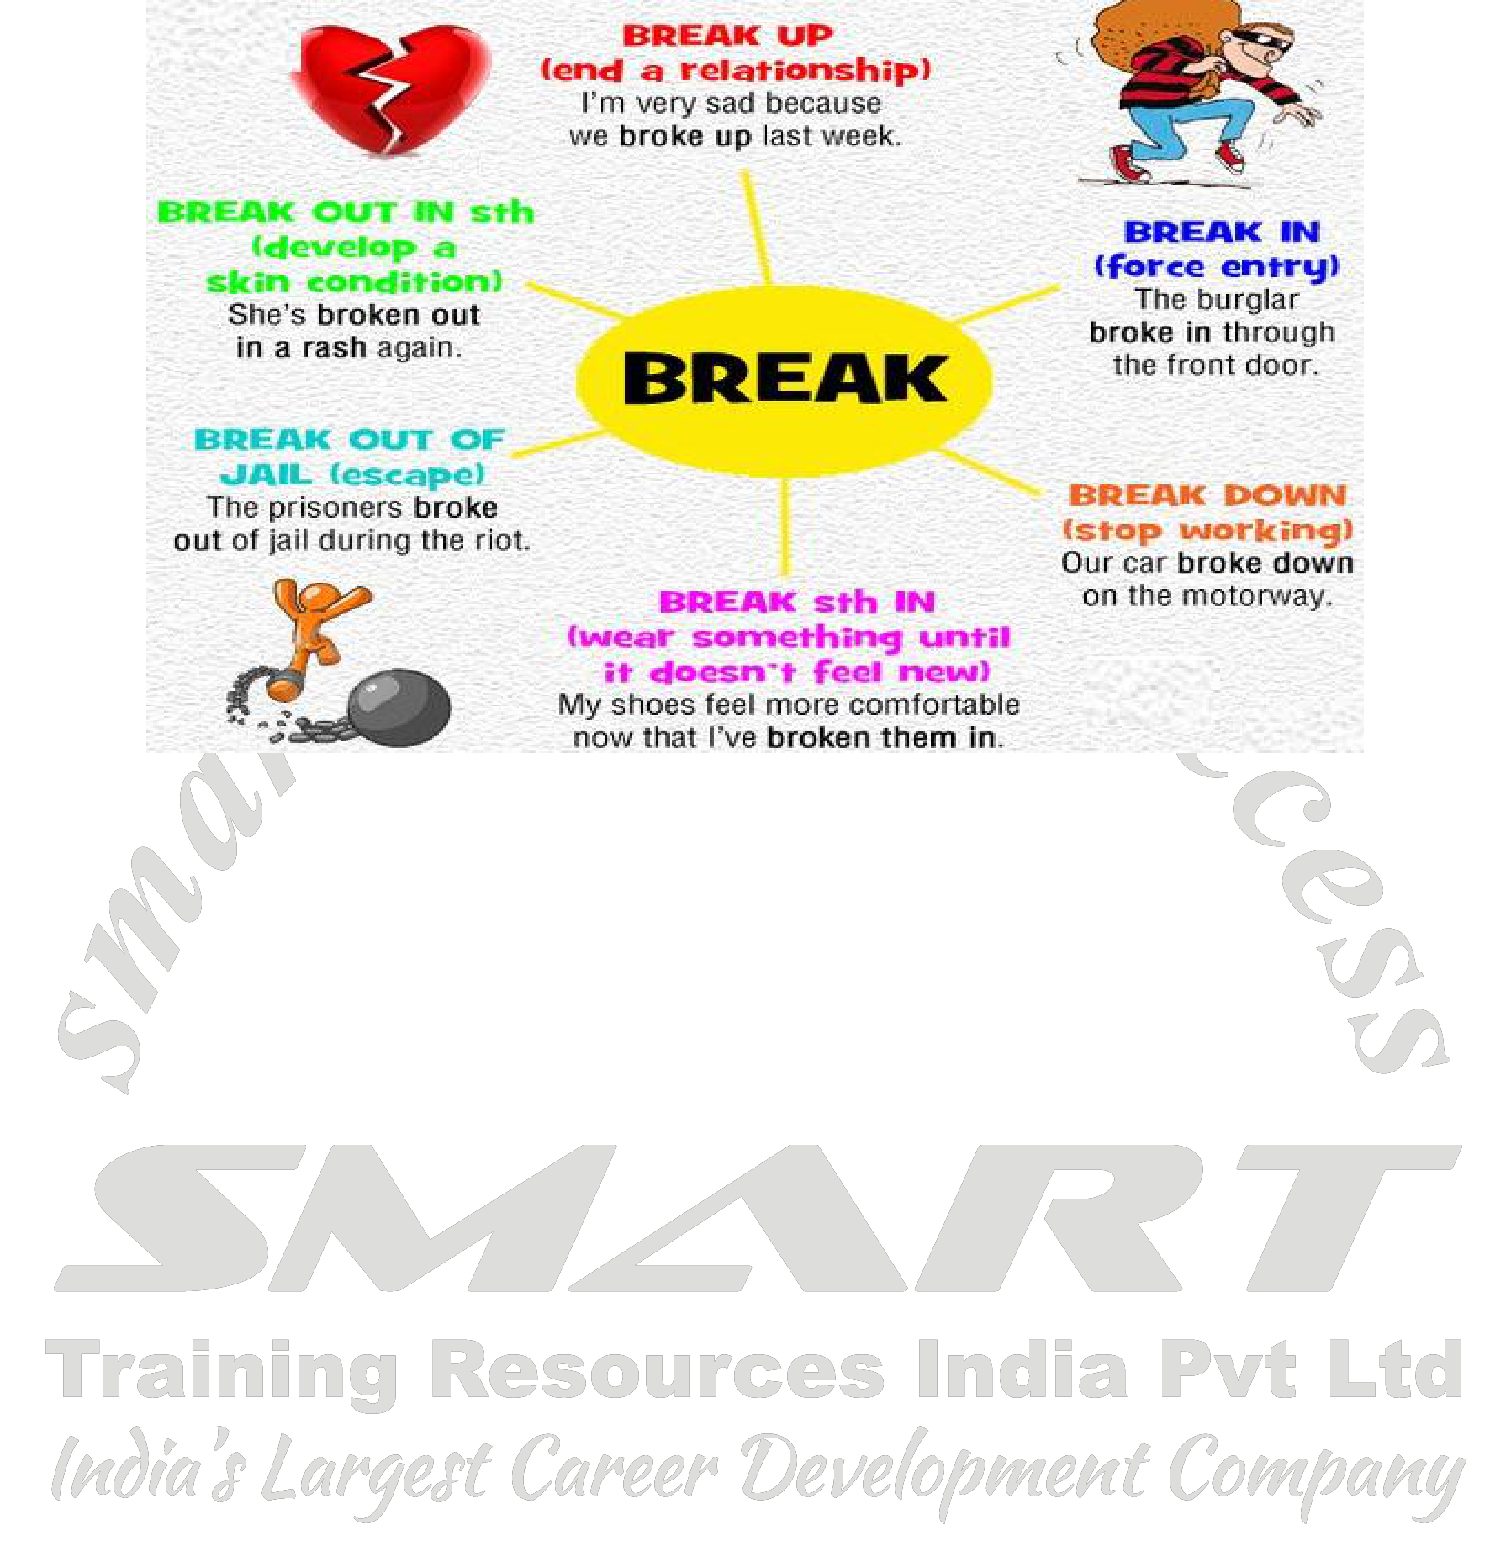 BREAK UP
(end a relationship)
I'm very sad because
we broke up last week.
BREAK OUT IN sth
(develop a
skin condition)
She's broken out
in a rash again.
BREAK IN
(force entry)
The burglar
broke in through
the front door.
BREAK
BREAK OUT OF
JAIL (escape)
The prisoners broke
out of jail during the riot.
BREAK DOWN
(stop working)
Our car broke down
on the motorway.
BREAK sth IN
(wear something until
it doesn't feel new)
My shoes feel more comfortable
now that I've broken them in.
SMART
Training Resources India Pvt Ltd
India's Largest Career Development Company